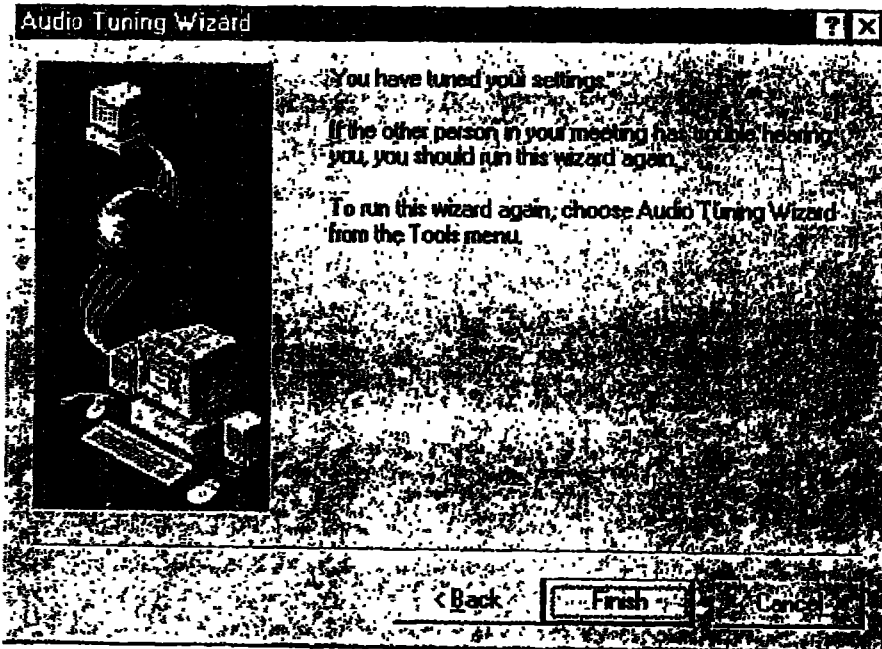 Audio Tuning Wizard
You have tuned your settings.
If the other person in your meeting has trouble hearing
you, you should run this wizard again.
To run this wizard again, choose Audio Tuning Wizard
from the Tools menu.
< Back
Finish
Cancel